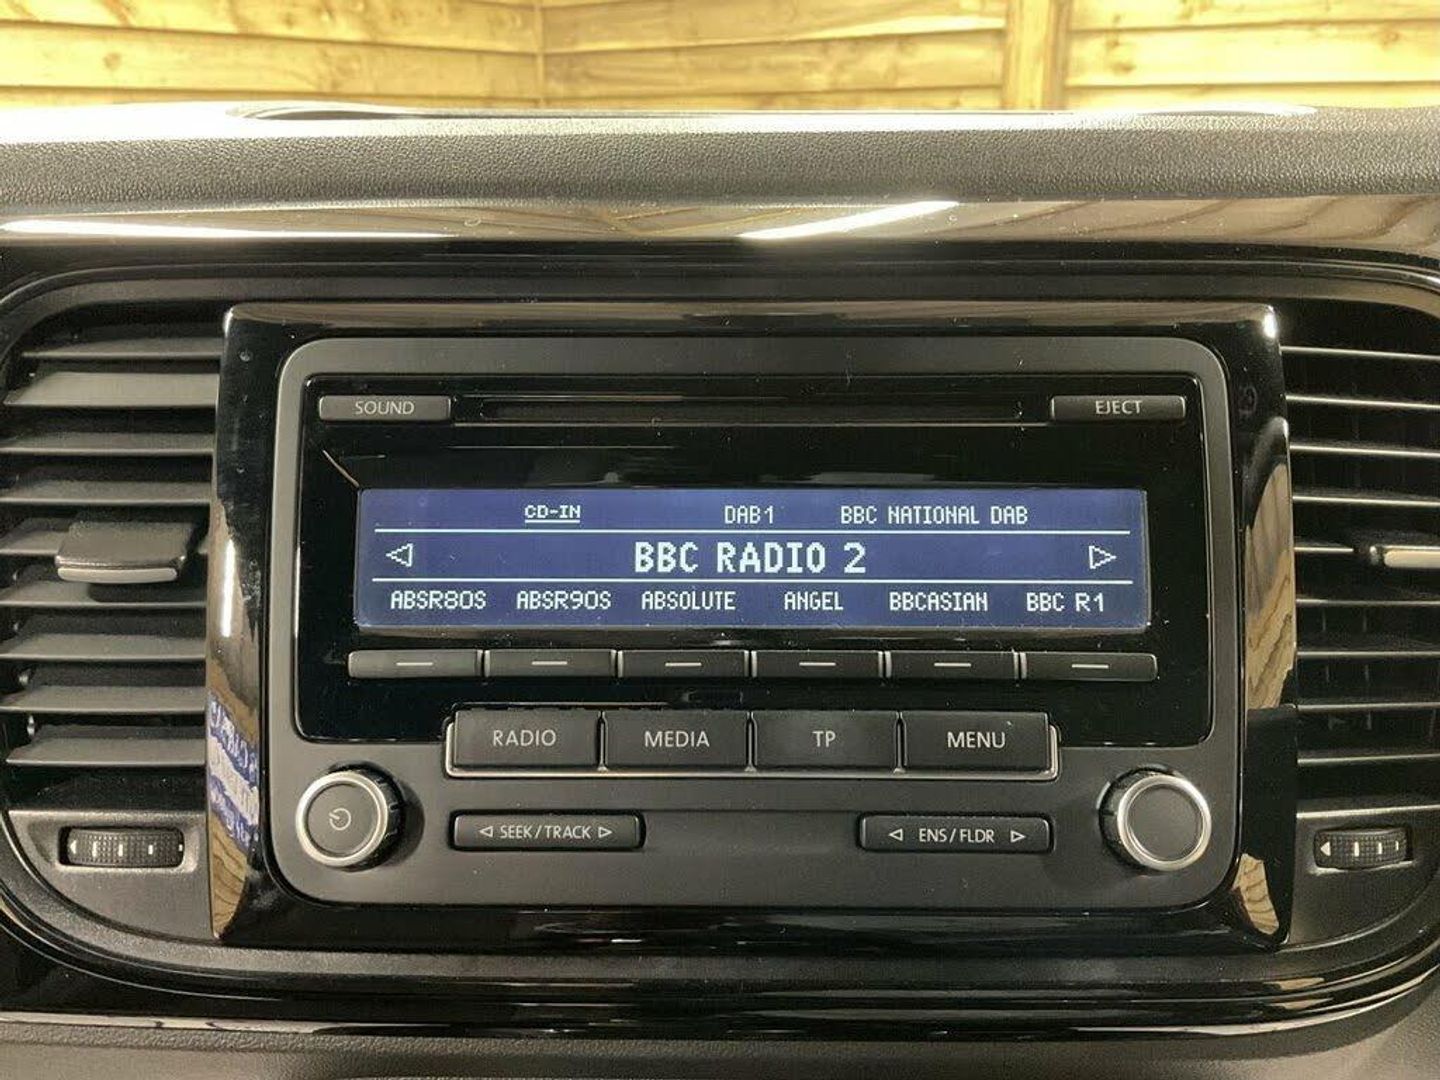 SOUND
EJECT
CD-IN DAB1 BBC NATIONAL DAB
BBC RADIO 2
ABSR80S ABSR90S ABSOLUTE ANGEL BBCASIAN BBC R1
RADIO MEDIA TP MENU
SEEK/TRACK
ENS/FLDR